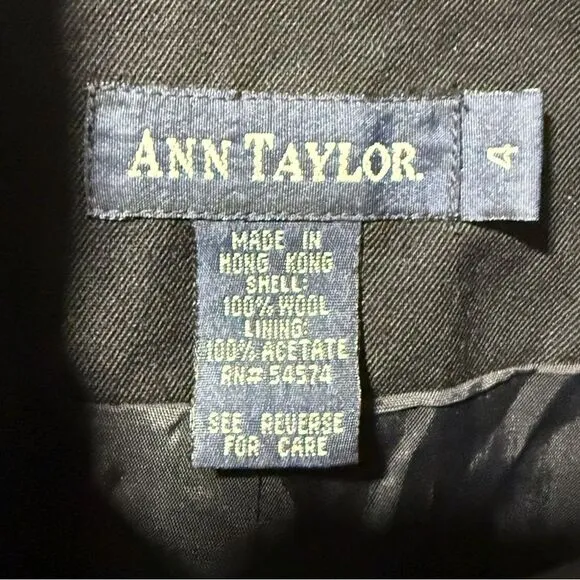 ANN TAYLOR.
4
MADE IN
HONG KONG
SHELL:
100% WOOL
LINING:
100% ACETATE
RN# 54574
SEE REVERSE
FOR CARE